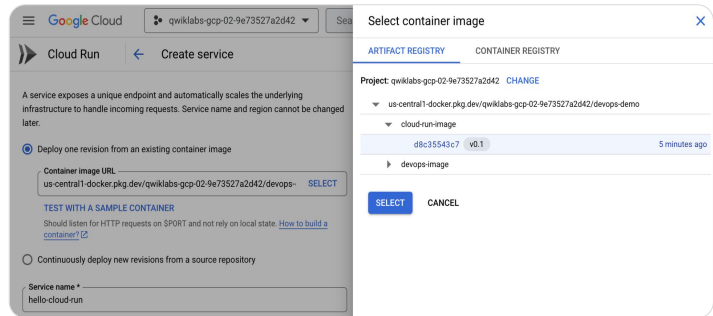 Google Cloud
qwiklabs-gcp-02-9e73527a2d42
Sea
Cloud Run
Create service
A service exposes a unique endpoint and automatically scales the underlying
infrastructure to handle incoming requests. Service name and region cannot be changed
later.
Deploy one revision from an existing container image
Container image URL
us-central1-docker.pkg.dev/qwiklabs-gcp-02-9e73527a2d42/devops-
SELECT
TEST WITH A SAMPLE CONTAINER
Should listen for HTTP requests on $PORT and not rely on local state. How to build a
container?
Continuously deploy new revisions from a source repository
Service name *
hello-cloud-run
Select container image
ARTIFACT REGISTRY
CONTAINER REGISTRY
Project: qwiklabs-gcp-02-9e73527a2d42 CHANGE
us-central1-docker.pkg.dev/qwiklabs-gcp-02-9e73527a2d42/devops-demo
cloud-run-image
d8c35543c7 v0.1 5 minutes ago
devops-image
SELECT CANCEL